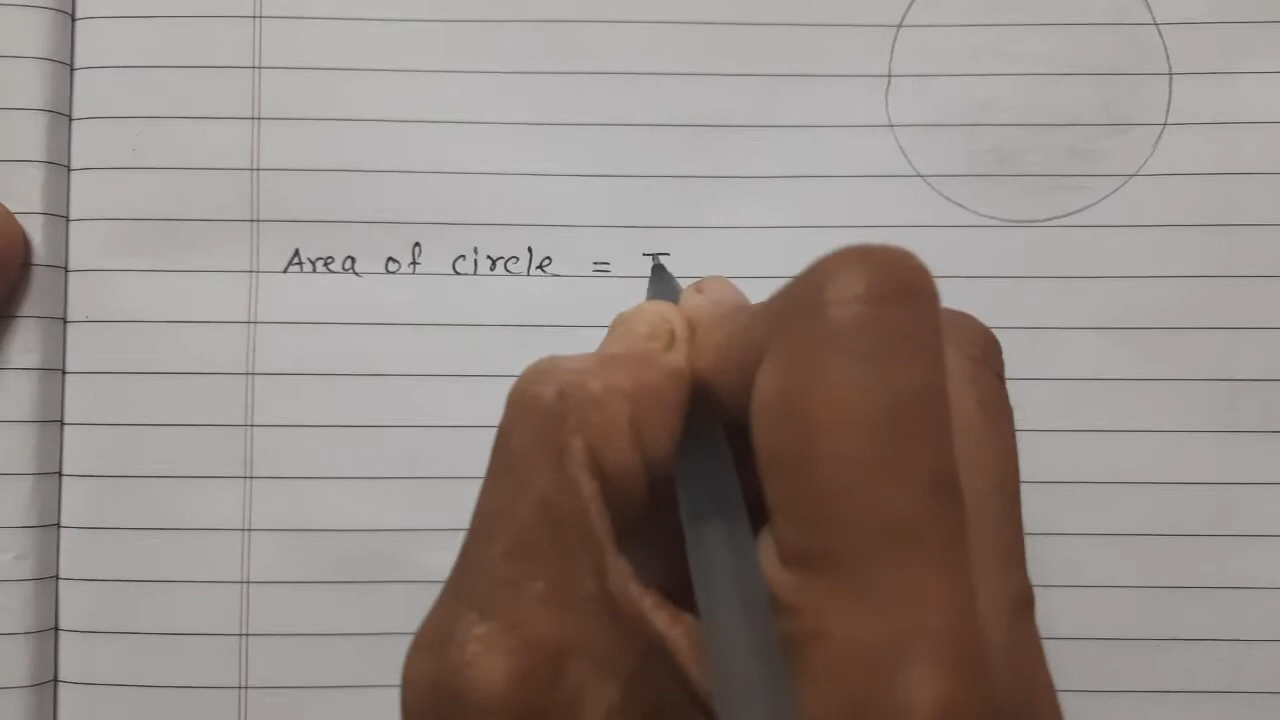 Area of circle =